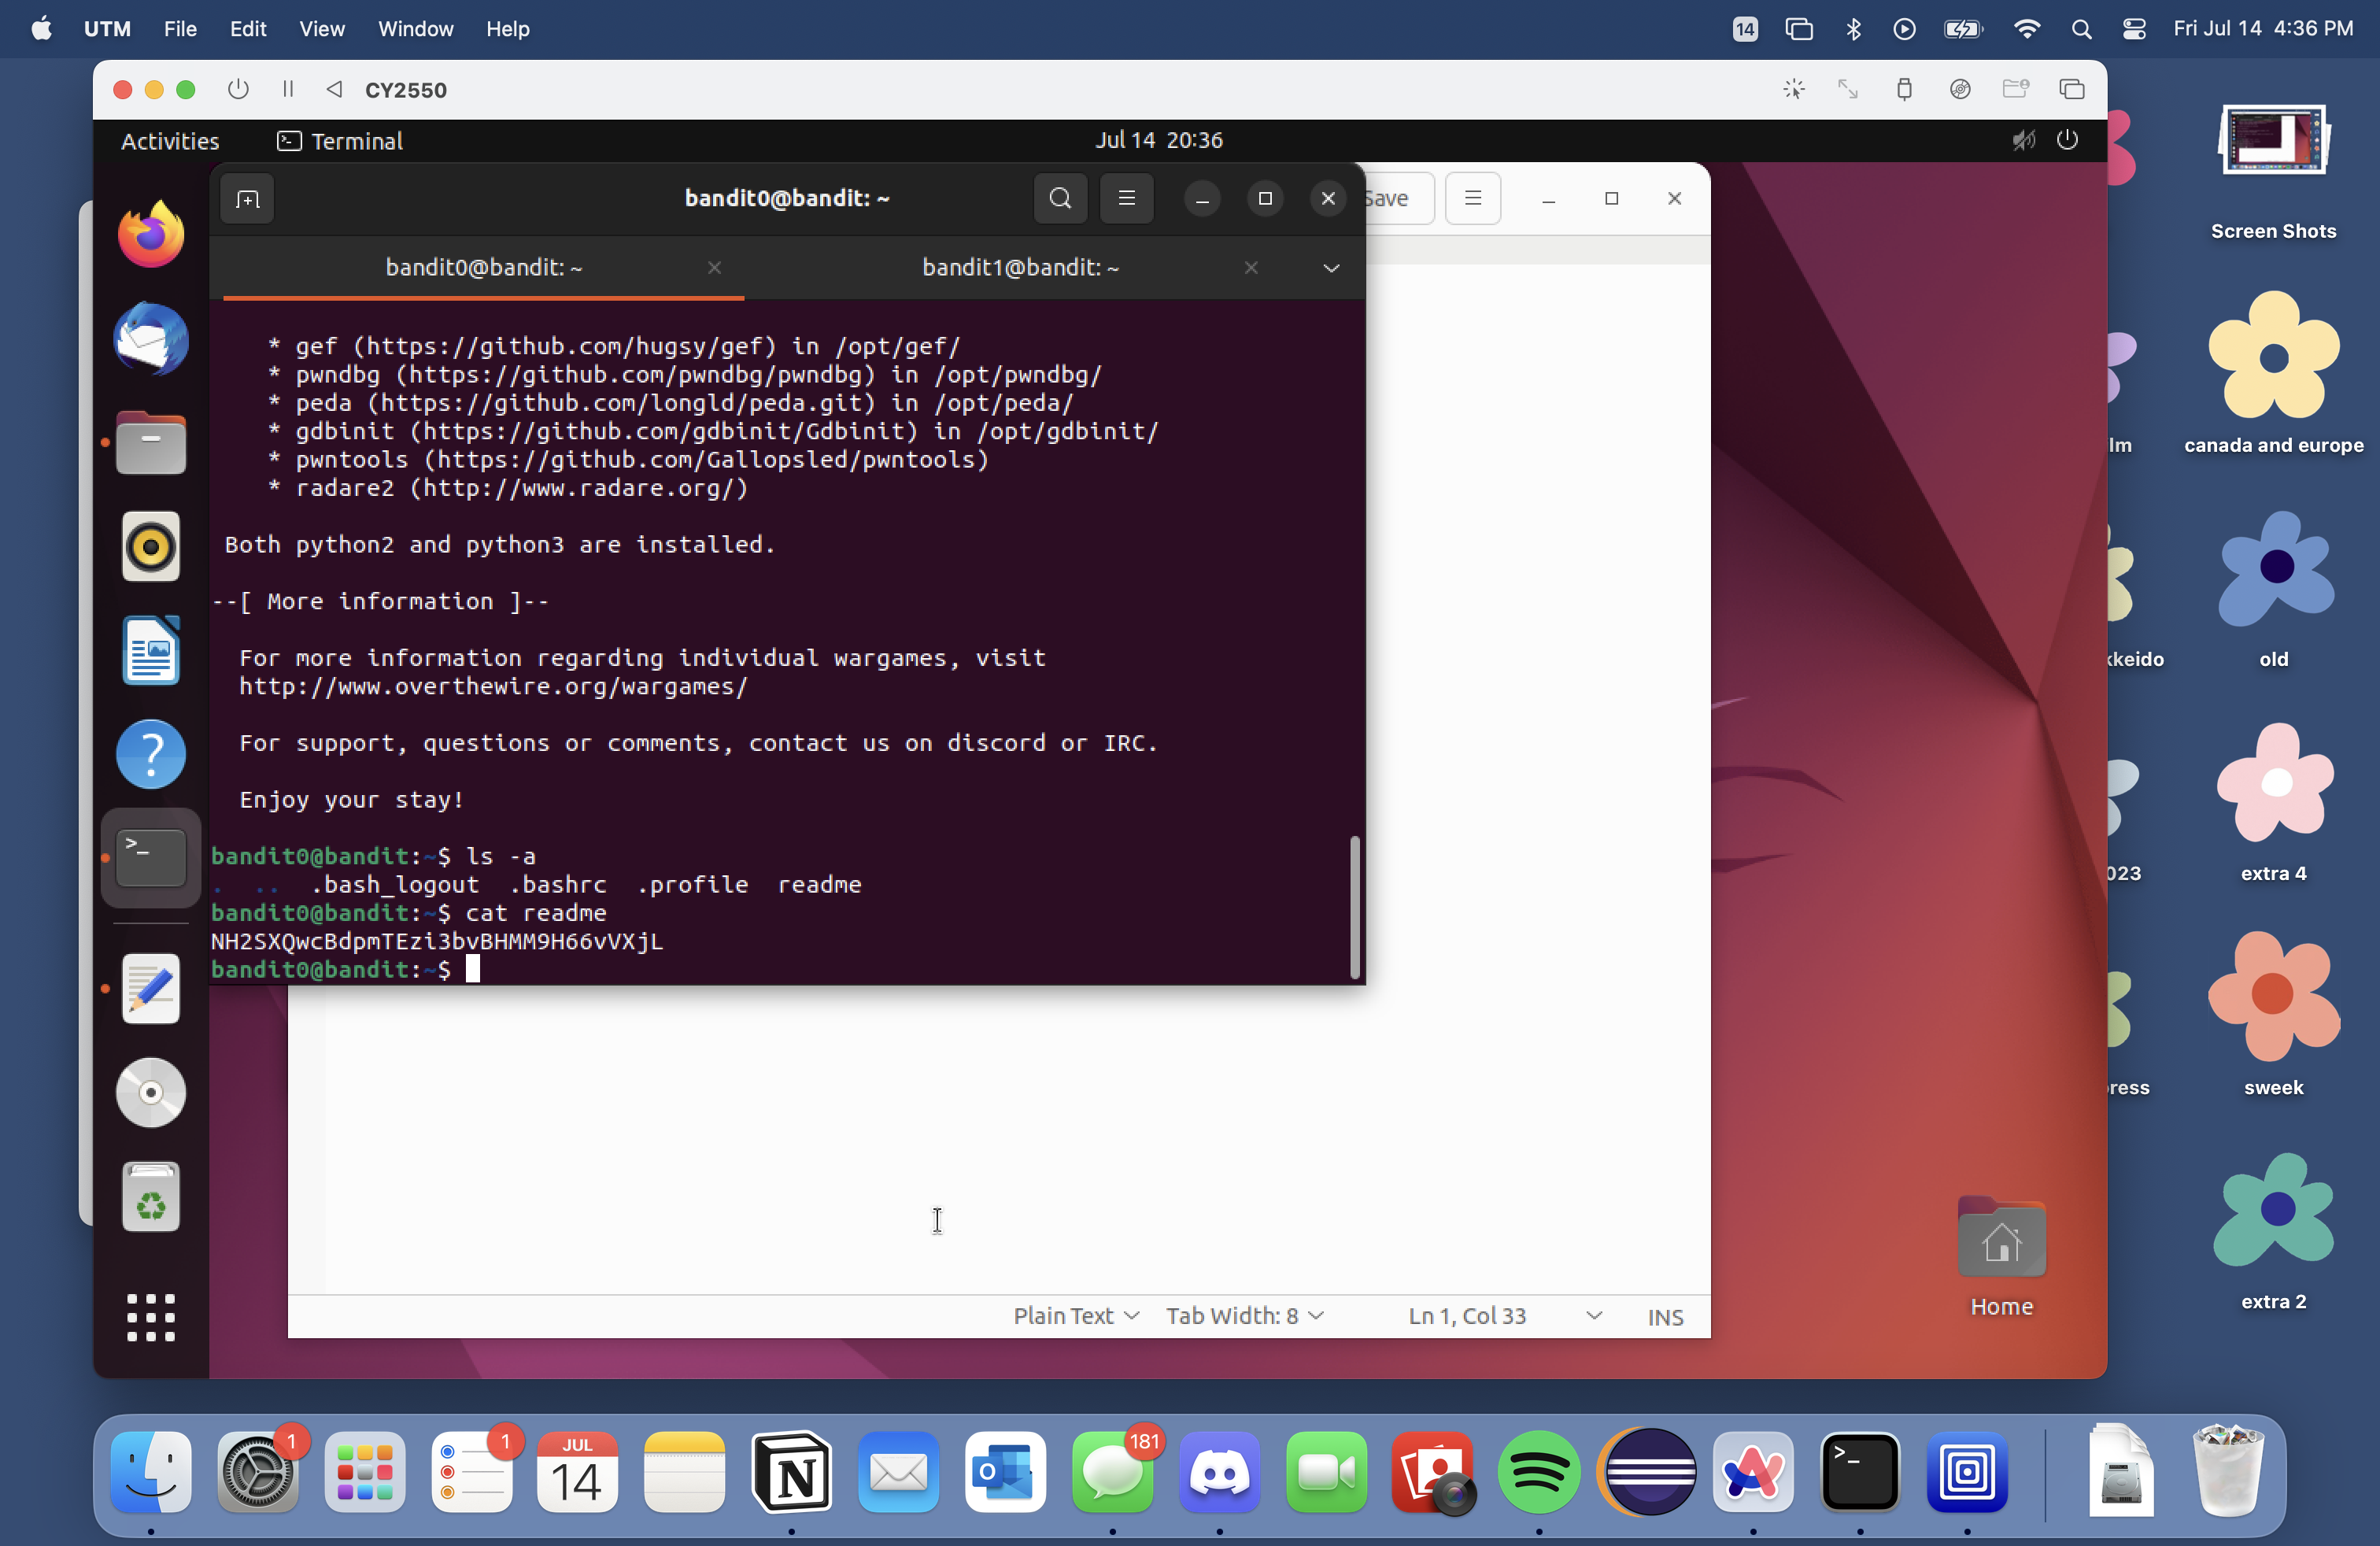 UTM File Edit View Window Help
14
Fri Jul 14 4:36 PM
CY2550
Activities
Terminal
Jul 14 20:36
bandit0@bandit: ~
Save
bandit0@bandit: ~
bandit1@bandit: ~
* gef (https://github.com/hugsy/gef) in /opt/gef/
* pwndbg (https://github.com/pwndbg/pwndbg) in /opt/pwndbg/
* peda (https://github.com/longld/peda.git) in /opt/peda/
* gdbinit (https://github.com/gdbinit/Gdbinit) in /opt/gdbinit/
* pwntools (https://github.com/Gallopsled/pwntools)
* radare2 (http://www.radare.org/)
Both python2 and python3 are installed.
--[ More information ]--
For more information regarding individual wargames, visit
http://www.overthewire.org/wargames/
For support, questions or comments, contact us on discord or IRC.
Enjoy your stay!
bandit0@bandit:~$ ls -a
. .. .bash_logout .bashrc .profile readme
bandit0@bandit:~$ cat readme
NH2SXQwcBdpmTEzi3bvBHMM9H66vVXjL
bandit0@bandit:~$
Plain Text
Tab Width: 8
Ln 1, Col 33
INS
Home
Screen Shots
lm
canada and europe
kkeido
old
023
extra 4
ress
sweek
extra 2
1
1
JUL
14
181